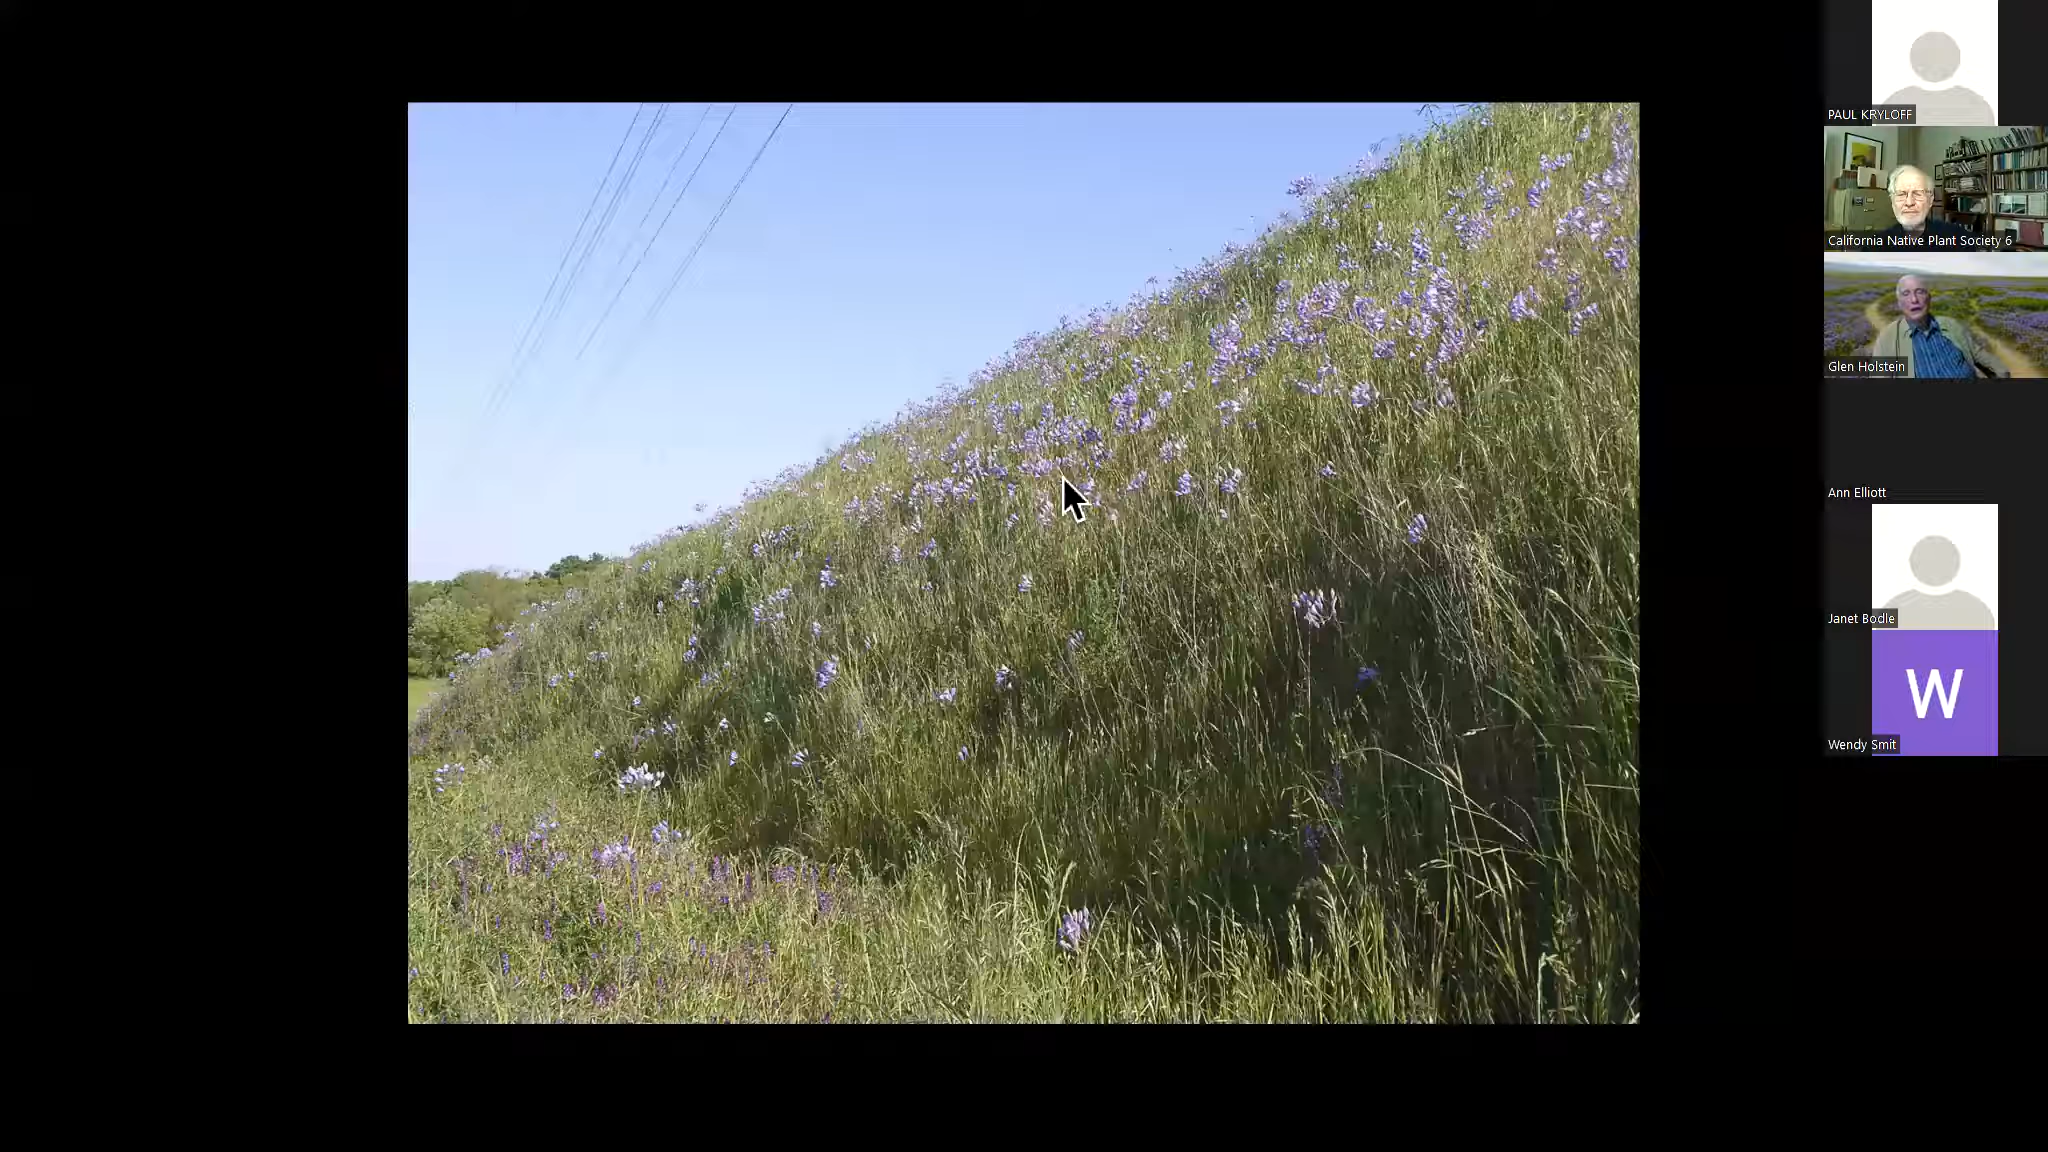 PAUL KRYLOFF
California Native Plant Society 6
Glen Holstein
Ann Elliott
Janet Bodle
W
Wendy Smit